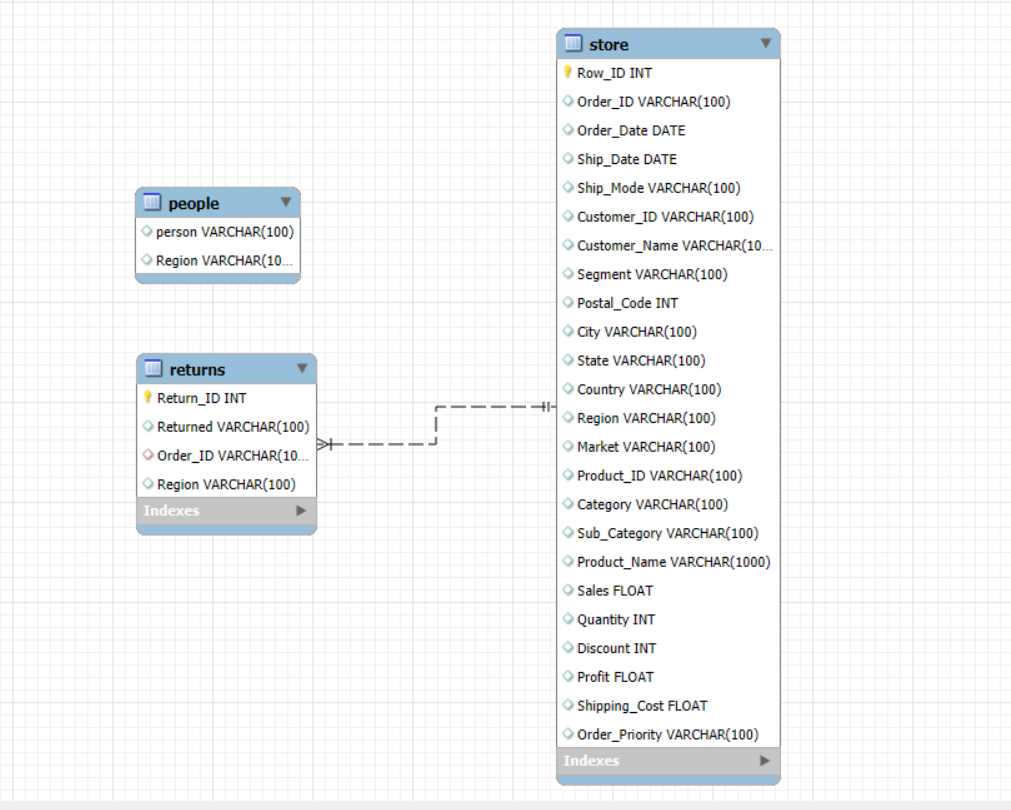 people
person VARCHAR(100)
Region VARCHAR(10...
returns
Return_ID INT
Returned VARCHAR(100)
Order_ID VARCHAR(10...
Region VARCHAR(100)
Indexes
store
Row_ID INT
Order_ID VARCHAR(100)
Order_Date DATE
Ship_Date DATE
Ship_Mode VARCHAR(100)
Customer_ID VARCHAR(100)
Customer_Name VARCHAR(10...
Segment VARCHAR(100)
Postal_Code INT
City VARCHAR(100)
State VARCHAR(100)
Country VARCHAR(100)
Region VARCHAR(100)
Market VARCHAR(100)
Product_ID VARCHAR(100)
Category VARCHAR(100)
Sub_Category VARCHAR(100)
Product_Name VARCHAR(1000)
Sales FLOAT
Quantity INT
Discount INT
Profit FLOAT
Shipping_Cost FLOAT
Order_Priority VARCHAR(100)
Indexes